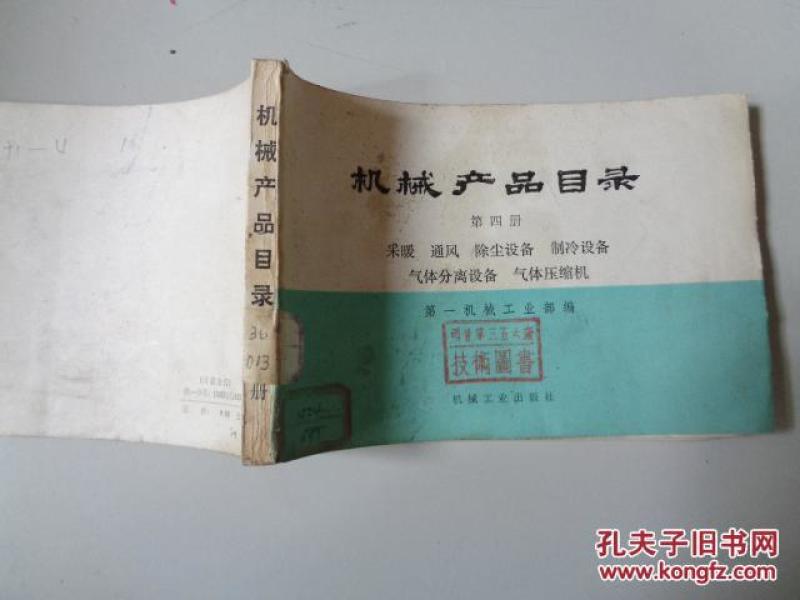 机械产品目录
第四册
采暖 通风 除尘设备 制冷设备
气体分离设备 气体压缩机
第一机械工业部编
技術圖書
机械工业出版社
机械产品目录
36
013
册
孔夫子旧书网
www.kongfz.com